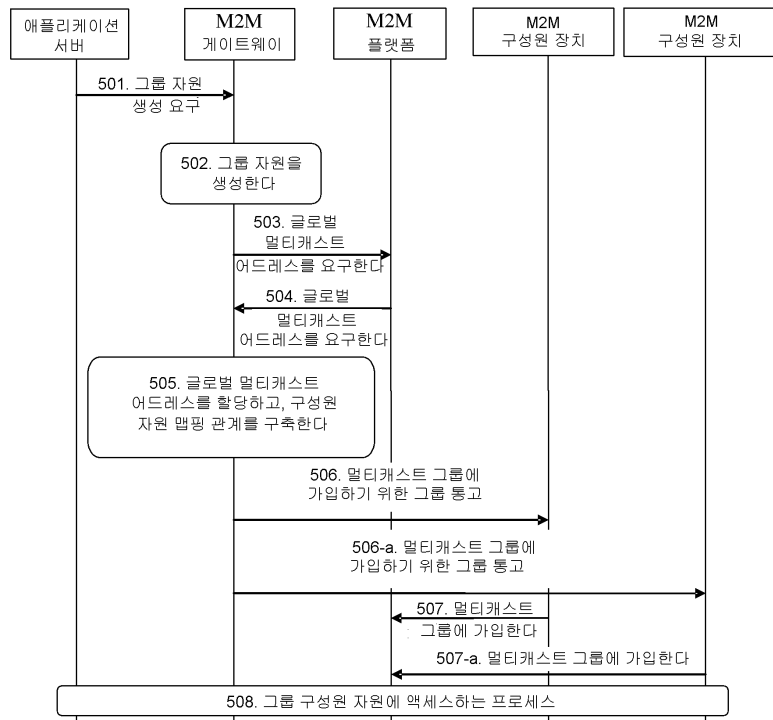 애플리케이션
서버
M2M
게이트웨이
M2M
플랫폼
M2M
구성원 장치
M2M
구성원 장치
501. 그룹 자원
생성 요구
502. 그룹 자원을
생성한다
503. 글로벌
멀티캐스트
어드레스를 요구한다
504. 글로벌
멀티캐스트
어드레스를 요구한다
505. 글로벌 멀티캐스트
어드레스를 할당하고, 구성원
자원 맵핑 관계를 구축한다
506. 멀티캐스트 그룹에
가입하기 위한 그룹 통고
506-a. 멀티캐스트 그룹에
가입하기 위한 그룹 통고
507. 멀티캐스트
그룹에 가입한다
507-a. 멀티캐스트 그룹에 가입한다
508. 그룹 구성원 자원에 액세스하는 프로세스